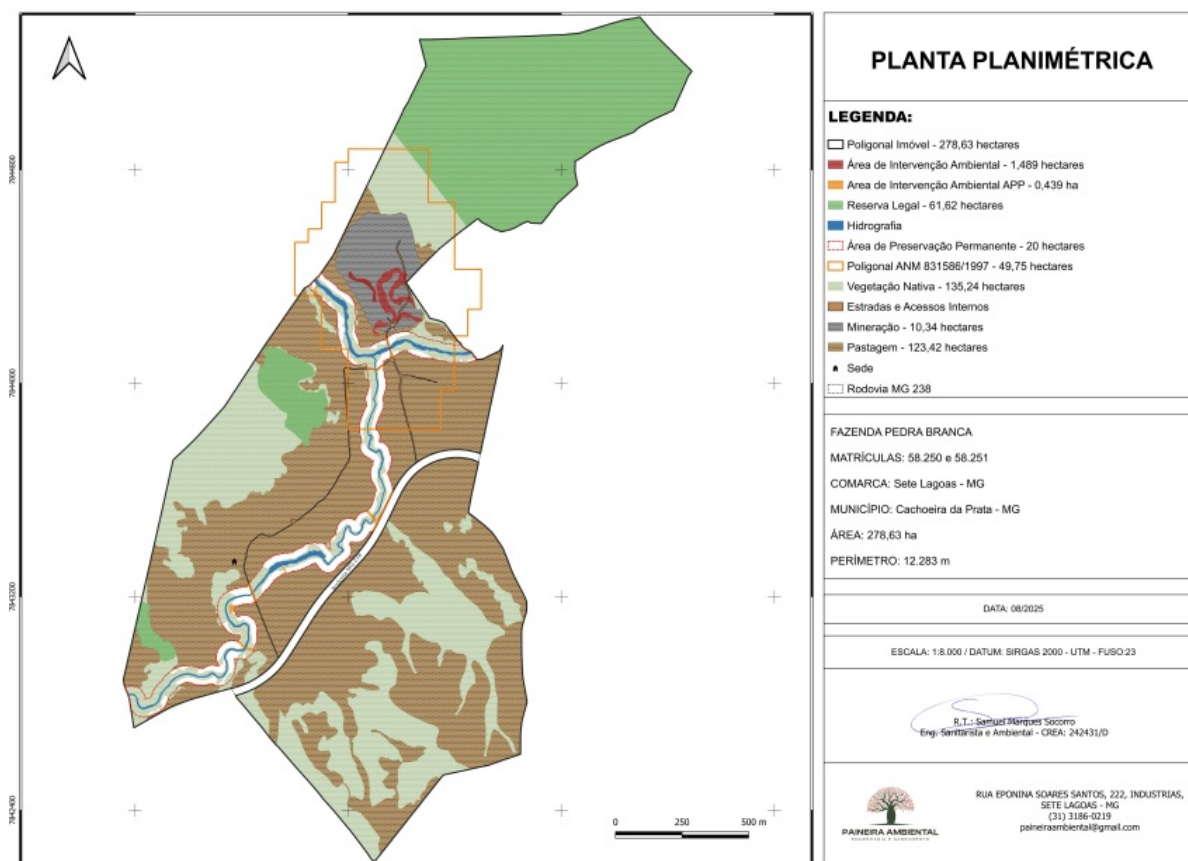 PLANTA PLANIMÉTRICA
LEGENDA:
Poligonal Imóvel - 278,63 hectares
Área de Intervenção Ambiental - 1,489 hectares
Area de Intervenção Ambiental APP - 0,439 ha
Reserva Legal - 61,62 hectares
Hidrografia
Área de Preservação Permanente - 20 hectares
Poligonal ANM 831586/1997 - 49,75 hectares
Vegetação Nativa - 135,24 hectares
Estradas e Acessos Internos
Mineração - 10,34 hectares
Pastagem - 123,42 hectares
Sede
Rodovia MG 238
FAZENDA PEDRA BRANCA
MATRÍCULAS: 58.250 e 58.251
COMARCA: Sete Lagoas - MG
MUNICÍPIO: Cachoeira da Prata - MG
ÁREA: 278,63 ha
PERÍMETRO: 12.283 m
DATA: 08/2025
ESCALA: 1:8.000 / DATUM: SIRGAS 2000 - UTM - FUSO:23
R.T.: Samuel Marques Socorro
Eng. Sanitarista e Ambiental - CREA: 242431/D
PAINEIRA AMBIENTAL
RUA EPONINA SOARES SANTOS, 222, INDUSTRIAS,
SETE LAGOAS - MG
(31) 3186-0219
paineiraambiental@gmail.com
7844800
7844000
7843200
7842400
0 250 500 m